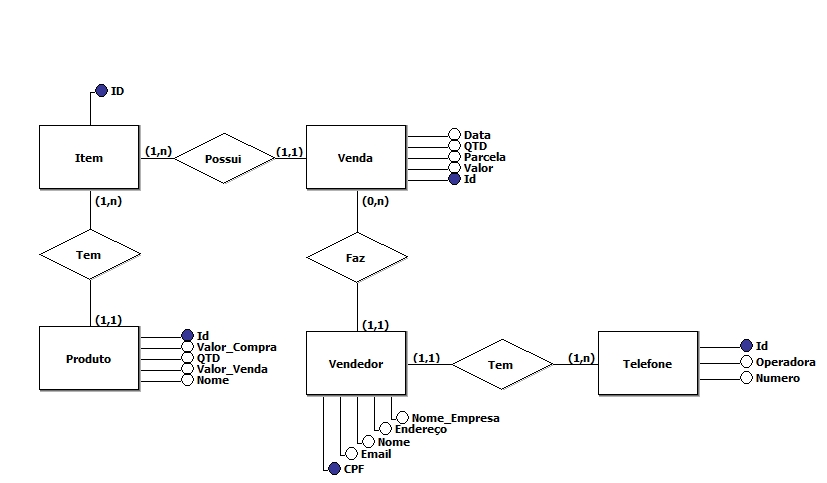 ID
Item
(1,n)
Possui
(1,1)
Venda
Data
QTD
Parcela
Valor
Id
(1,n)
(0,n)
Tem
Faz
(1,1)
(1,1)
Produto
Id
Valor_Compra
QTD
Valor_Venda
Nome
Vendedor
(1,1)
Tem
(1,n)
Telefone
Id
Operadora
Numero
Nome_Empresa
Endereço
Nome
Email
CPF